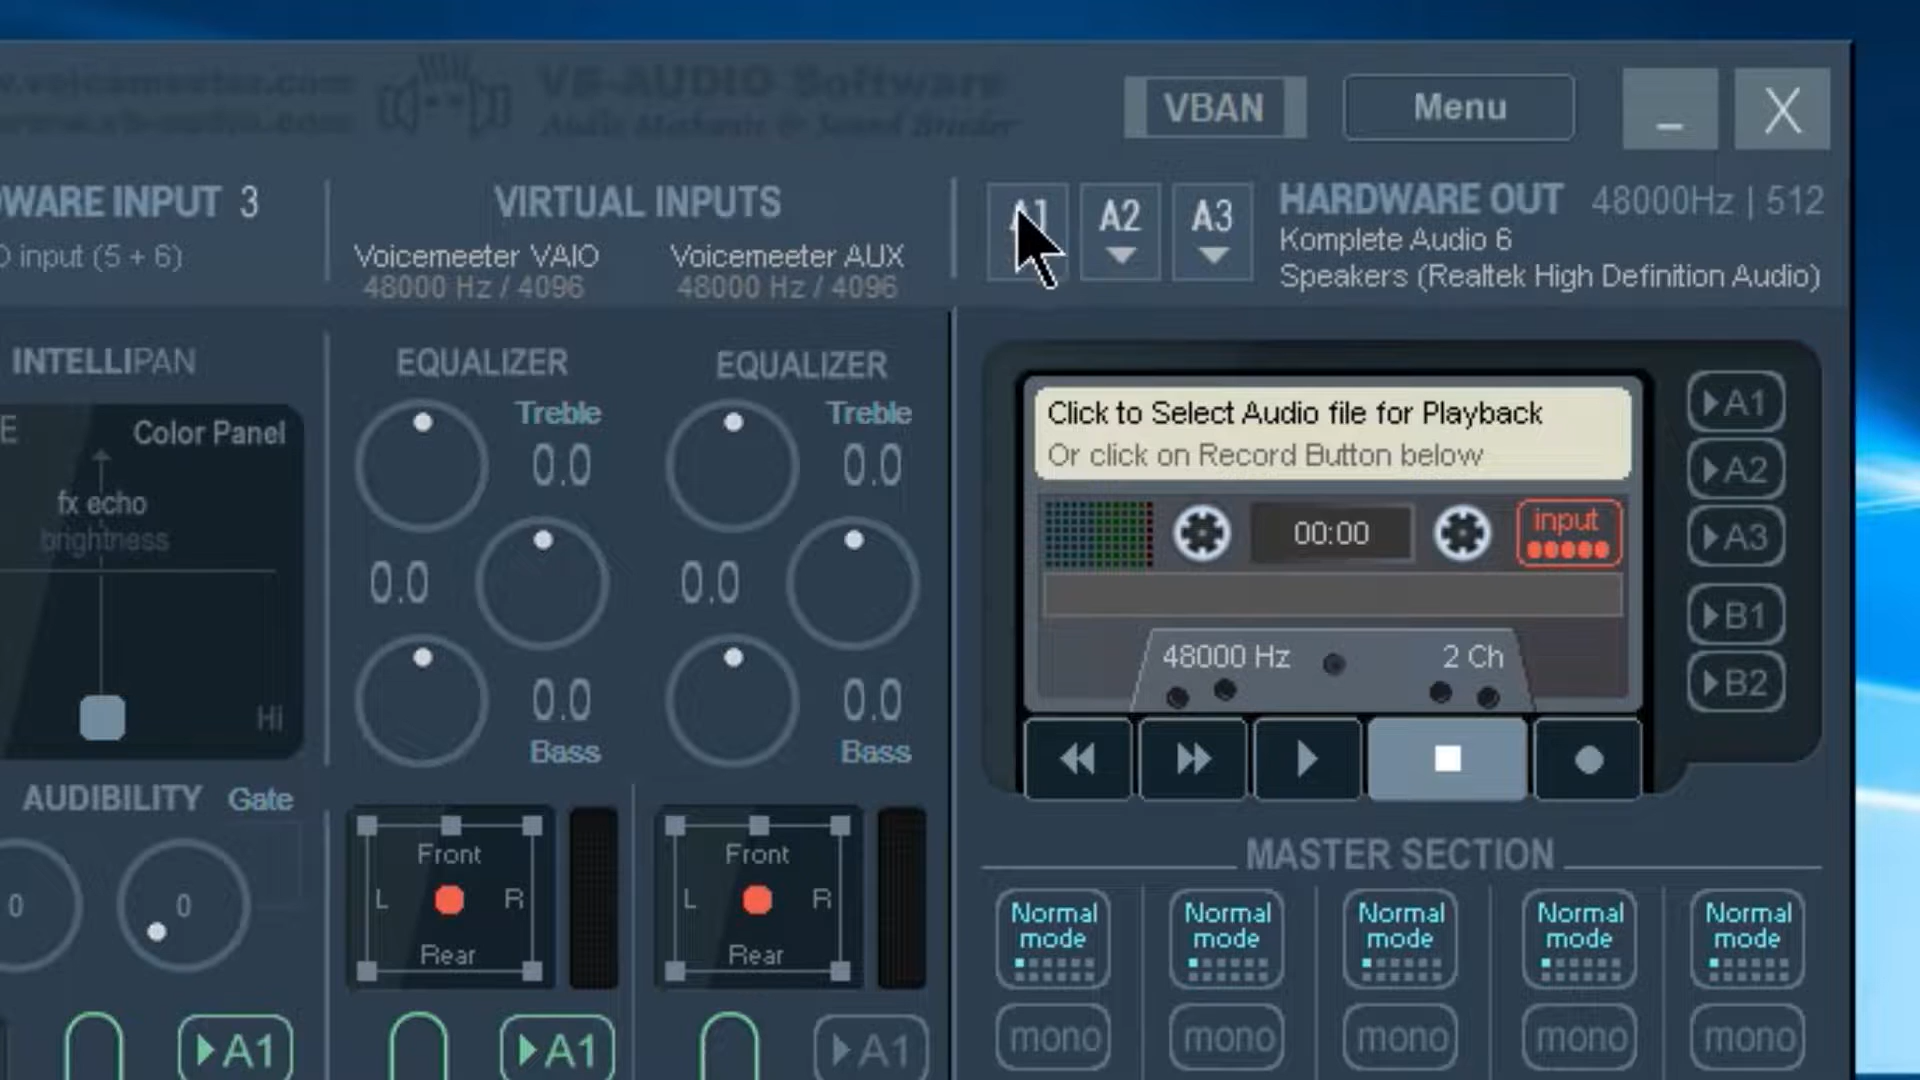 VB-AUDIO Software
VBAN
Menu
X
WARE INPUT 3
VIRTUAL INPUTS
A1
A2
A3
HARDWARE OUT 48000Hz | 512
Komplete Audio 6
Speakers (Realtek High Definition Audio)
input (5 + 6)
Voicemeeter VAIO
48000 Hz / 4096
Voicemeeter AUX
48000 Hz / 4096
INTELLIPAN
Color Panel
fx echo
brightness
Hi
EQUALIZER
Treble
0.0
0.0
0.0
Bass
EQUALIZER
Treble
0.0
0.0
0.0
Bass
Click to Select Audio file for Playback
Or click on Record Button below
00:00
input
48000 Hz
2 Ch
A1
A2
A3
B1
B2
AUDIBILITY
Gate
0
0
Front
L
R
Rear
Front
L
R
Rear
MASTER SECTION
Normal
mode
Normal
mode
Normal
mode
Normal
mode
Normal
mode
A1
A1
A1
mono
mono
mono
mono
mono